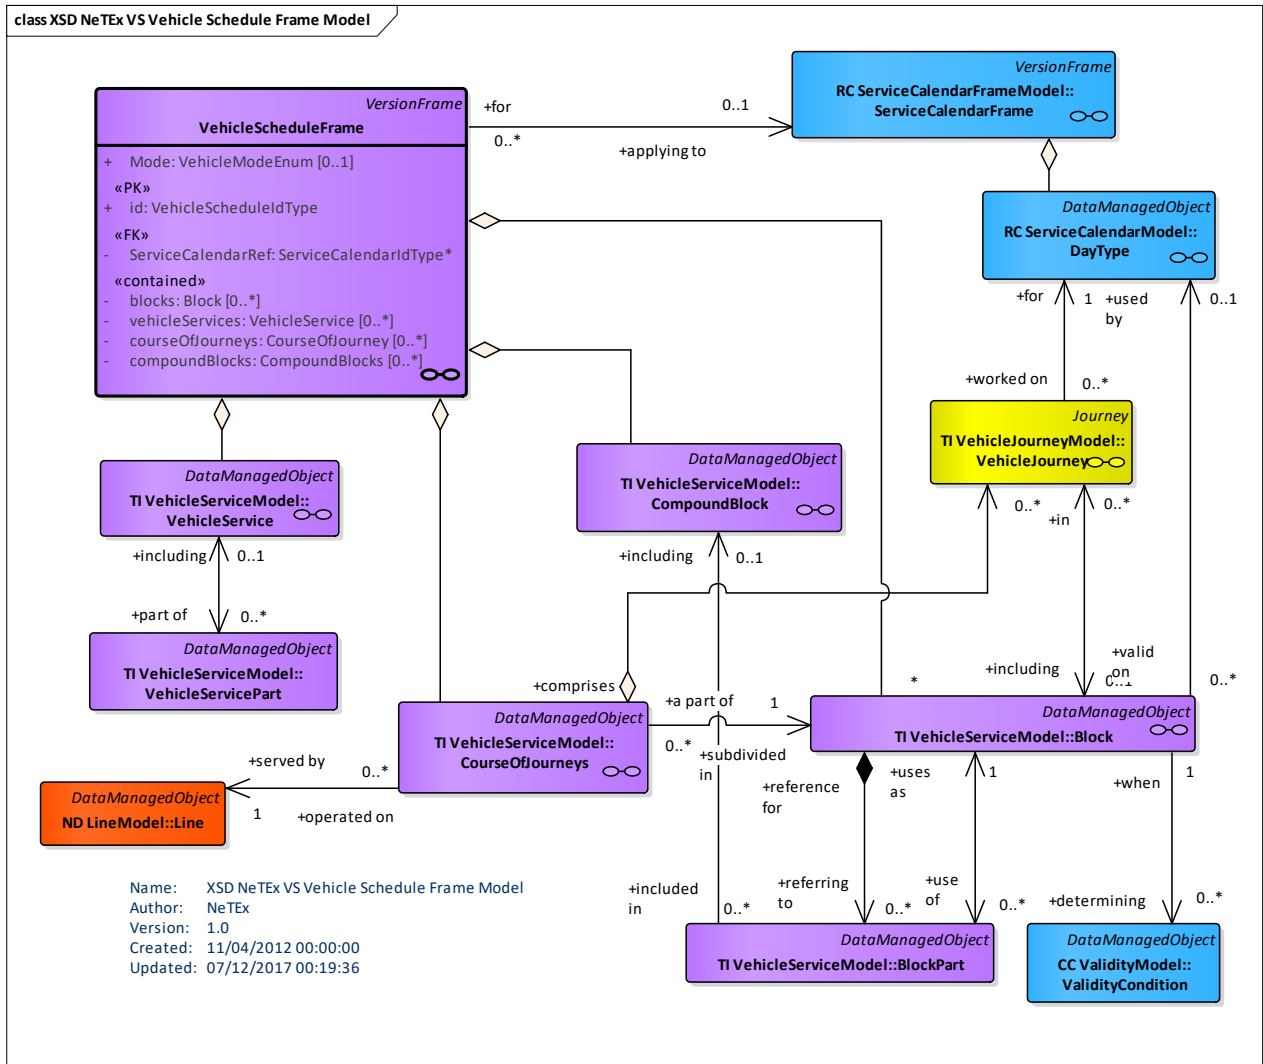 class XSD NeTEx VS Vehicle Schedule Frame Model
VersionFrame
VehicleScheduleFrame
+ Mode: VehicleModeEnum [0..1]
«PK»
+ id: VehicleScheduleIdType
«FK»
- ServiceCalendarRef: ServiceCalendarIdType*
«contained»
- blocks: Block [0..*]
- vehicleServices: VehicleService [0..*]
- courseOfJourneys: CourseOfJourney [0..*]
- compoundBlocks: CompoundBlocks [0..*]
+for
0..1
0..*
+applying to
VersionFrame
RC ServiceCalendarFrameModel::
ServiceCalendarFrame
DataManagedObject
RC ServiceCalendarModel::
DayType
+for
1
+used
by
0..1
+worked on
0..*
Journey
TI VehicleJourneyModel::
VehicleJourney
0..*
+in
0..*
DataManagedObject
TI VehicleServiceModel::
VehicleService
+including
0..1
+part of
0..*
DataManagedObject
TI VehicleServiceModel::
VehicleServicePart
DataManagedObject
TI VehicleServiceModel::
CompoundBlock
+including
0..1
+including
+valid
on
0..1
0..*
*
+comprises
+a part of
1
DataManagedObject
TI VehicleServiceModel::
CourseOfJourneys
0..*
+subdivided
in
DataManagedObject
TI VehicleServiceModel::Block
+served by
0..*
1
+operated on
DataManagedObject
ND LineModel::Line
+reference
for
+uses
as
1
+when
1
+included
in
0..*
+referring
to
0..*
+use
of
0..*
+determining
0..*
DataManagedObject
TI VehicleServiceModel::BlockPart
DataManagedObject
CC ValidityModel::
ValidityCondition
Name: XSD NeTEx VS Vehicle Schedule Frame Model
Author: NeTEx
Version: 1.0
Created: 11/04/2012 00:00:00
Updated: 07/12/2017 00:19:36